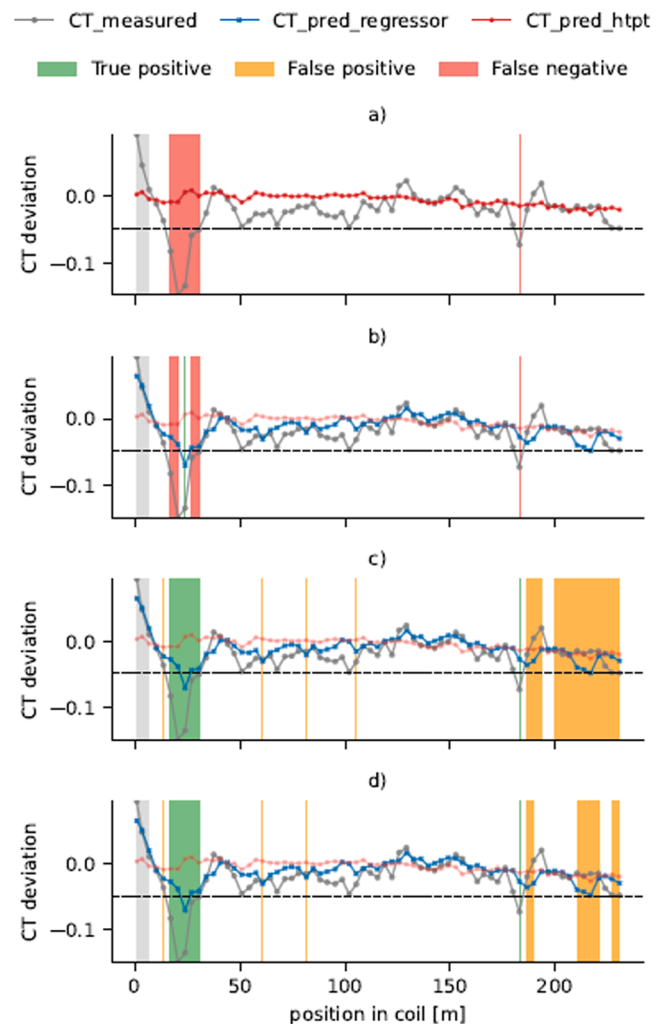 CT_measured CT_pred_regressor CT_pred_htpt
True positive False positive False negative
a)
0.0
CT deviation
−0.1
b)
0.0
CT deviation
−0.1
c)
0.0
CT deviation
−0.1
d)
0.0
CT deviation
−0.1
0 50 100 150 200
position in coil [m]